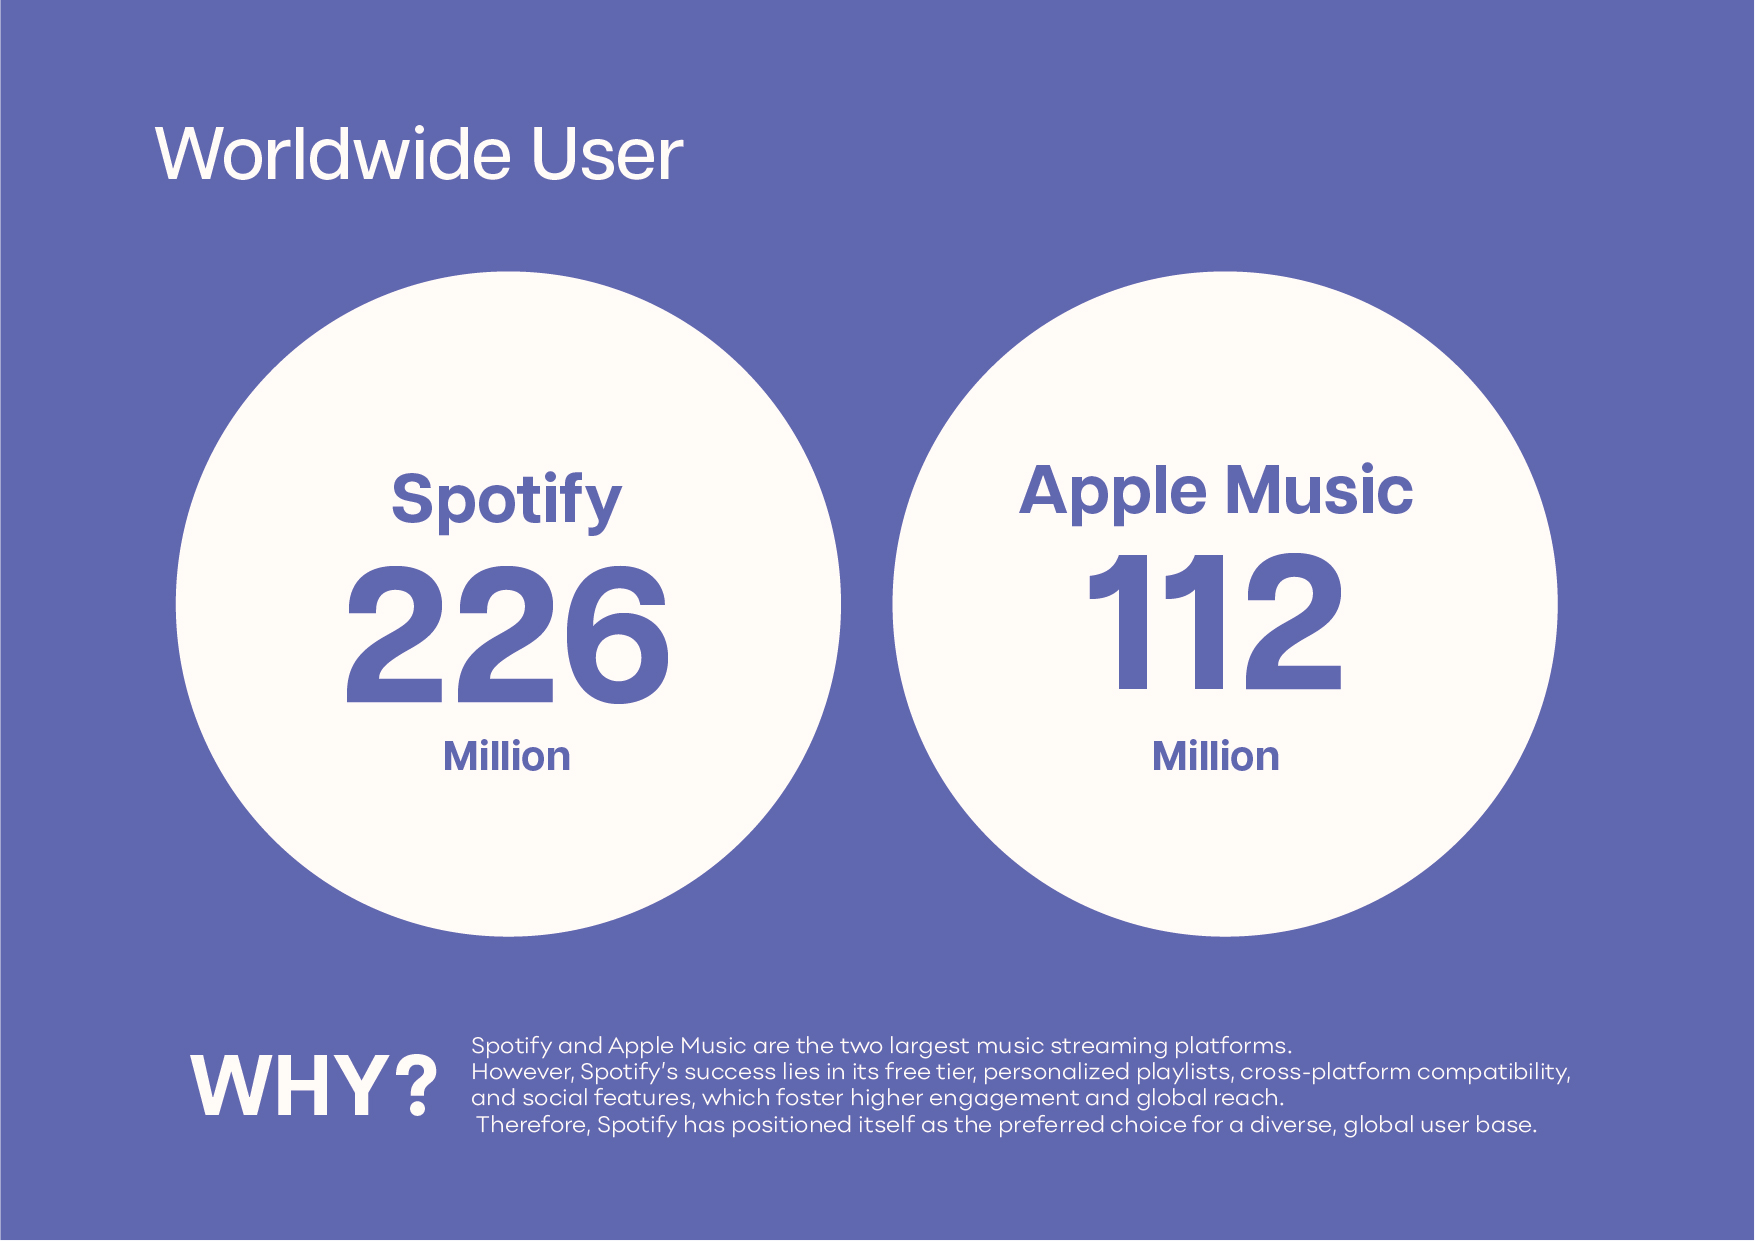 Worldwide User
Spotify
226
Million
Apple Music
112
Million
WHY?
Spotify and Apple Music are the two largest music streaming platforms.
However, Spotify's success lies in its free tier, personalized playlists, cross-platform compatibility,
and social features, which foster higher engagement and global reach.
Therefore, Spotify has positioned itself as the preferred choice for a diverse, global user base.